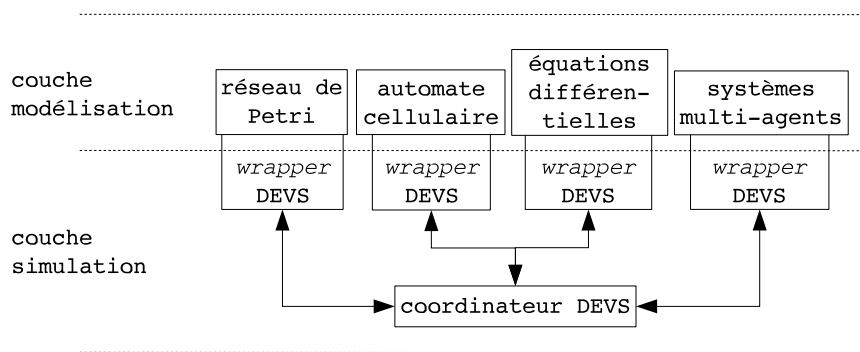 couche
modélisation
réseau de
Petri
automate
cellulaire
équations
différen-
tielles
systèmes
multi-agents
wrapper
DEVS
wrapper
DEVS
wrapper
DEVS
wrapper
DEVS
couche
simulation
coordinateur DEVS